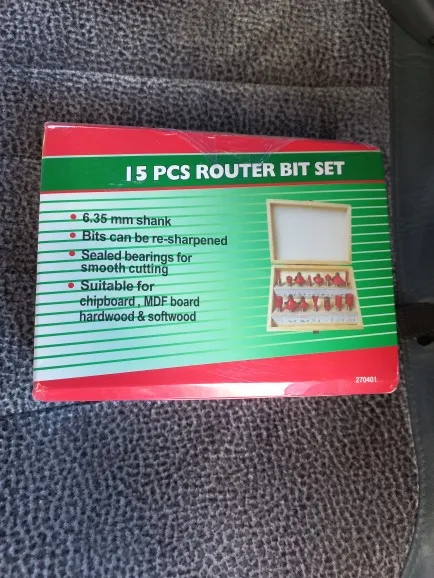 15 PCS ROUTER BIT SET
• 6.35 mm shank
• Bits can be re-sharpened
• Sealed bearings for
smooth cutting
• Suitable for
chipboard , MDF board
hardwood & softwood
270401